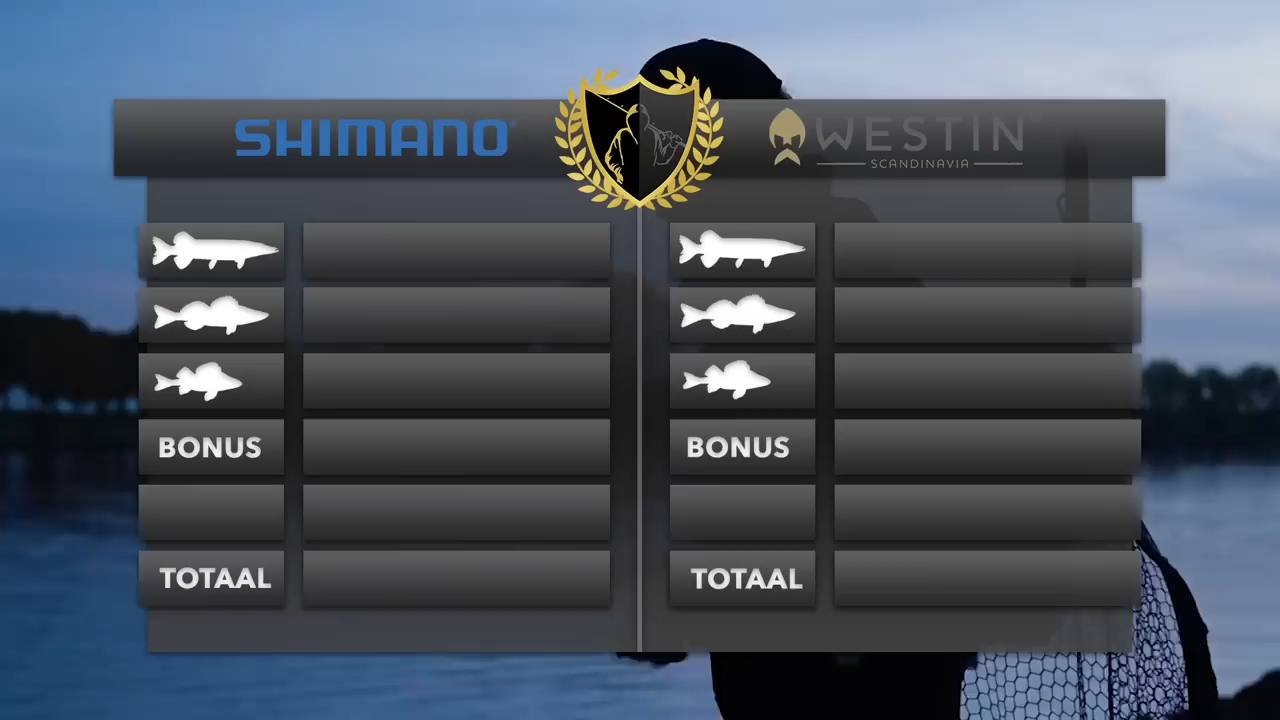 SHIMANO
WESTIN
SCANDINAVIA
BONUS
BONUS
TOTAAL
TOTAAL